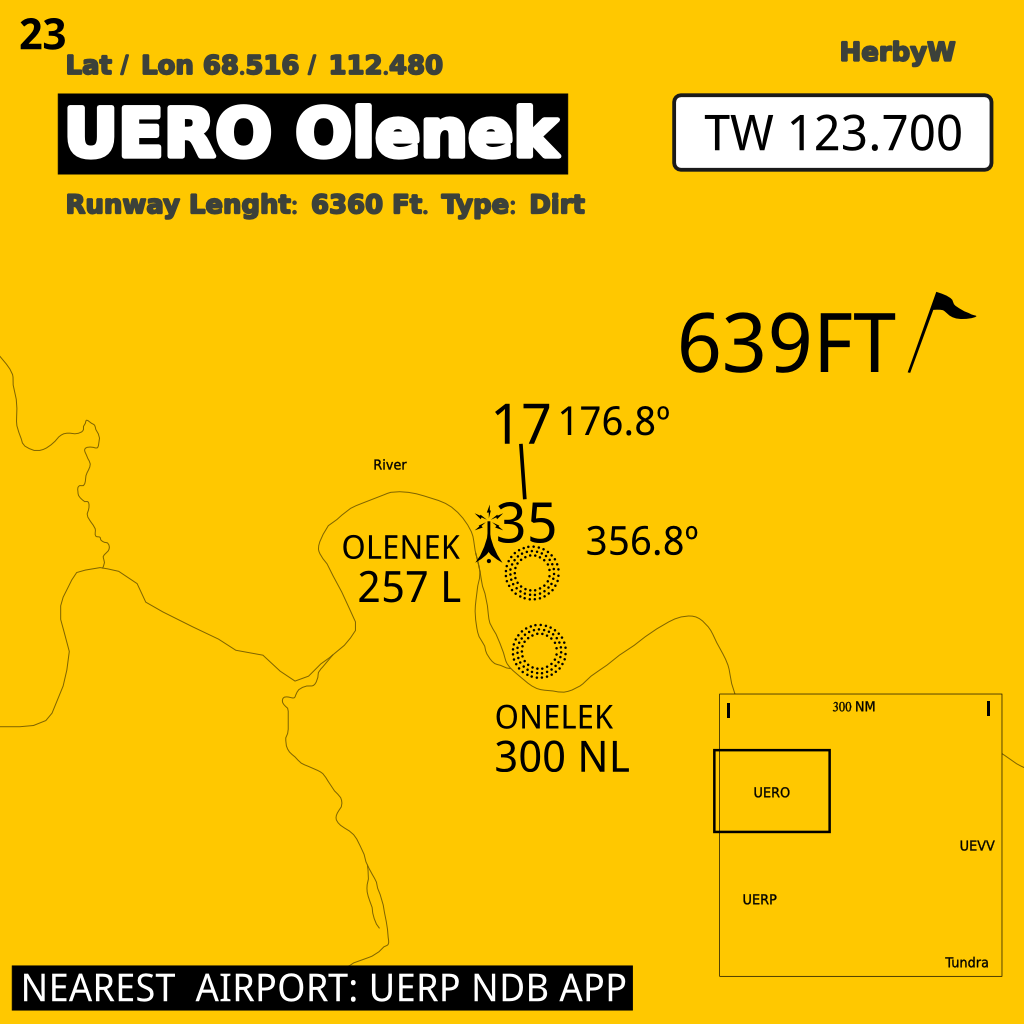 23
Lat / Lon 68.516 / 112.480
HerbyW
UERO Olenek
TW 123.700
Runway Lenght: 6360 Ft. Type: Dirt
639FT
17 176.8º
River
35
356.8º
OLENEK
257 L
ONELEK
300 NL
300 NM
UERO
UEVV
UERP
Tundra
NEAREST AIRPORT: UERP NDB APP